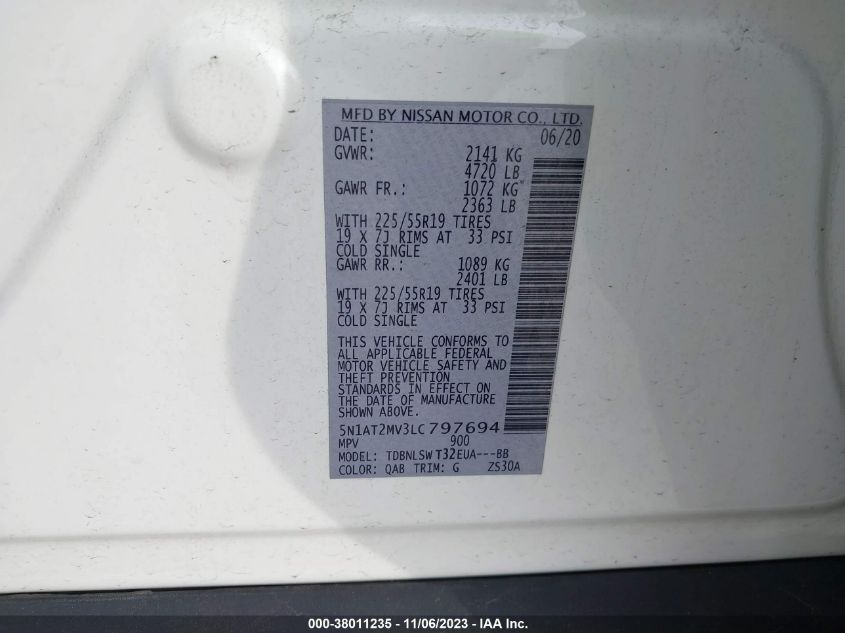 MFD BY NISSAN MOTOR CO., LTD.
DATE: 06/20
GVWR: 2141 KG
4720 LB
GAWR FR.: 1072 KG
2363 LB
WITH 225/55R19 TIRES
19 X 7J RIMS AT 33 PSI
COLD SINGLE
GAWR RR.: 1089 KG
2401 LB
WITH 225/55R19 TIRES
19 X 7J RIMS AT 33 PSI
COLD SINGLE
THIS VEHICLE CONFORMS TO
ALL APPLICABLE FEDERAL
MOTOR VEHICLE SAFETY AND
THEFT PREVENTION
STANDARDS IN EFFECT ON
THE DATE OF MANUFACTURE
SHOWN ABOVE.
5N1AT2MV3LC797694
MPV 900
MODEL: TDBNLSW T32EUA---BB
COLOR: QAB TRIM: G ZS30A
000-38011235 - 11/06/2023 - IAA Inc.